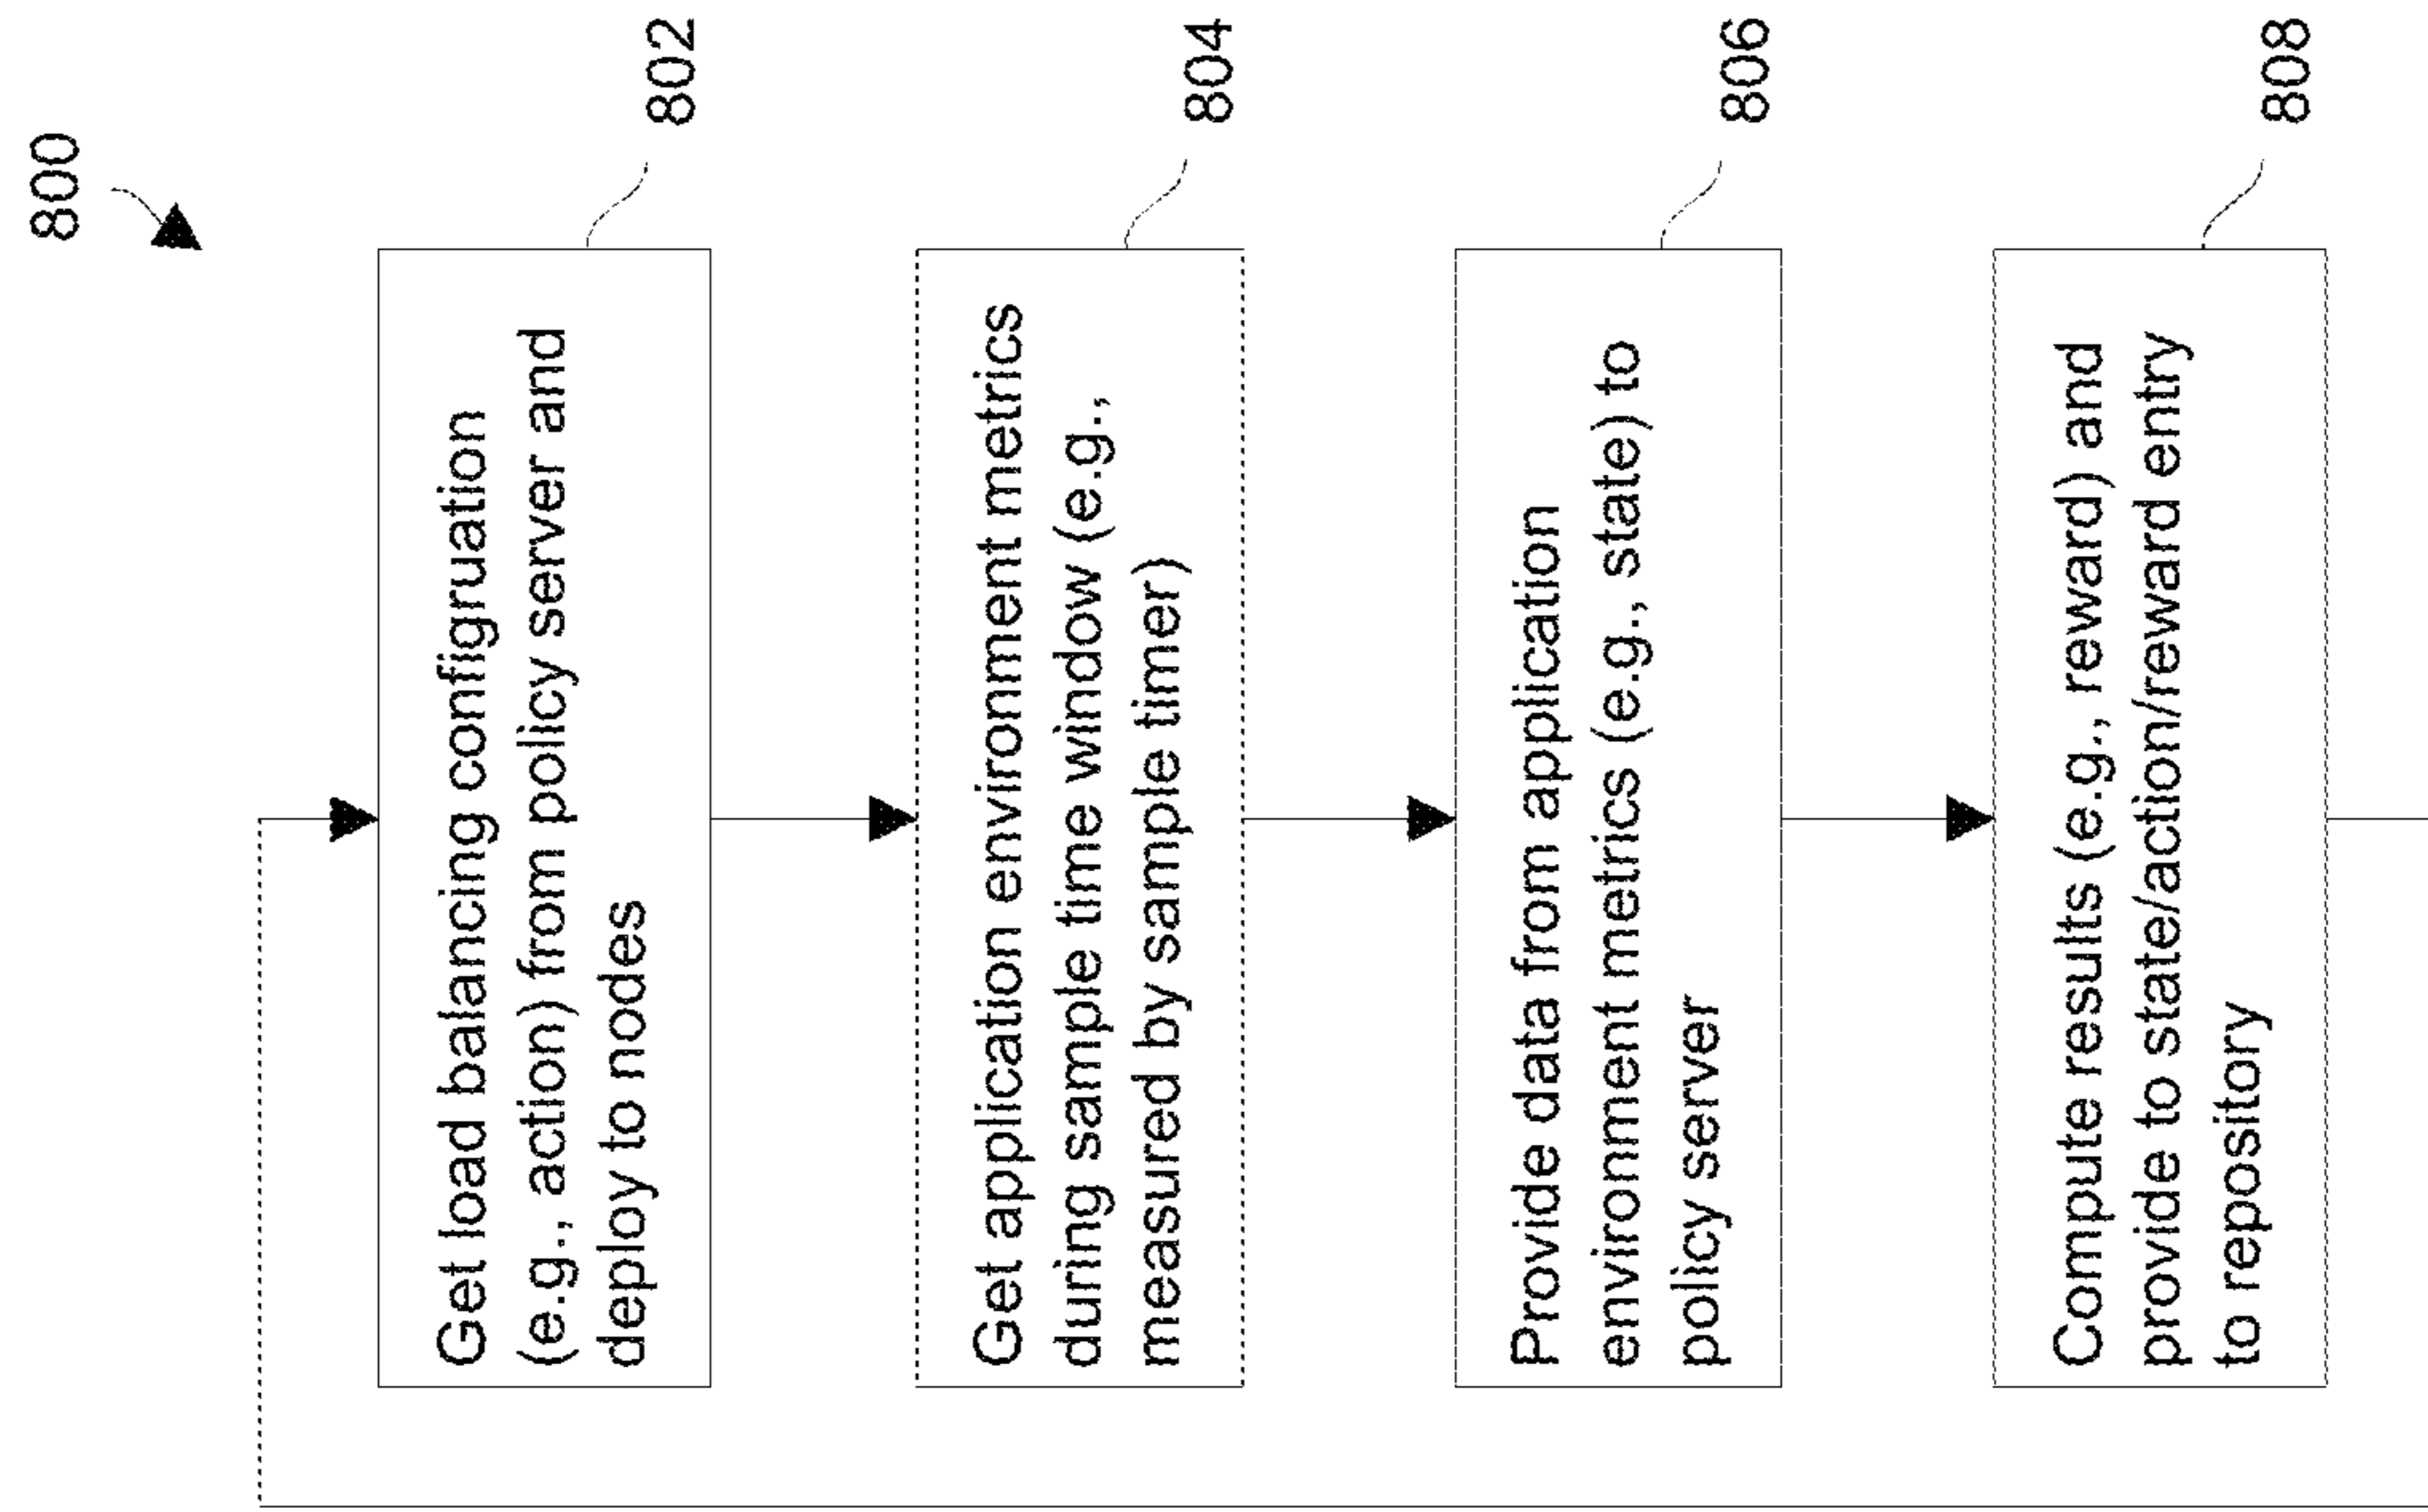 800
Get load balancing configruation
(e.g., action) from policy server and
deploy to nodes
802
Get application environment metrics
during sample time window (e.g.,
measured by sample timer)
804
Provide data from application
environment metrics (e.g., state) to
policy server
806
Compute results (e.g., reward) and
provide to state/action/reward entry
to repository
808